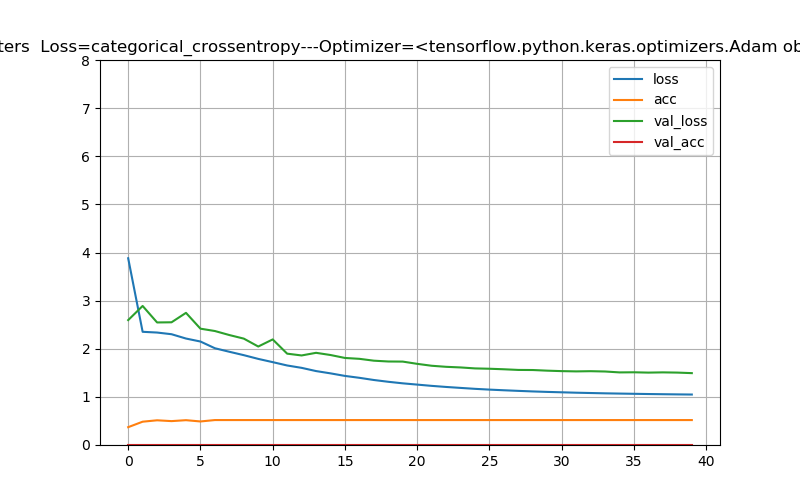 ters  Loss=categorical_crossentropy---Optimizer=<tensorflow.python.keras.optimizers.Adam ob
8
7
6
5
4
3
2
1
0
loss
acc
val_loss
val_acc
0 5 10 15 20 25 30 35 40